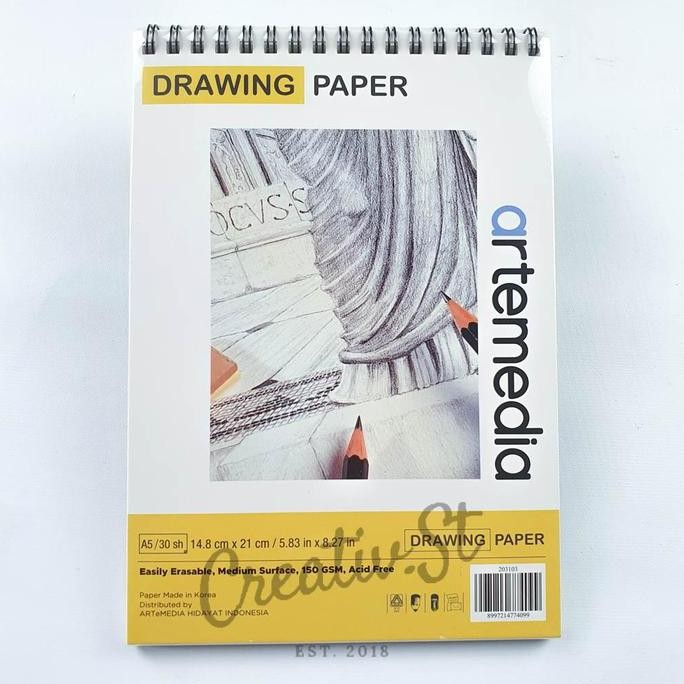 DRAWING PAPER
OCVS·S
artemedia
A5/30 sh 14.8 cm x 21 cm / 5.83 in x 8.27 in
DRAWING PAPER
Easily Erasable, Medium Surface, 150 GSM, Acid Free
Paper Made in Korea
Distributed by
ARTeMEDIA HIDAYAT INDONESIA
203103
8997214774099
Creativ.St
EST. 2018